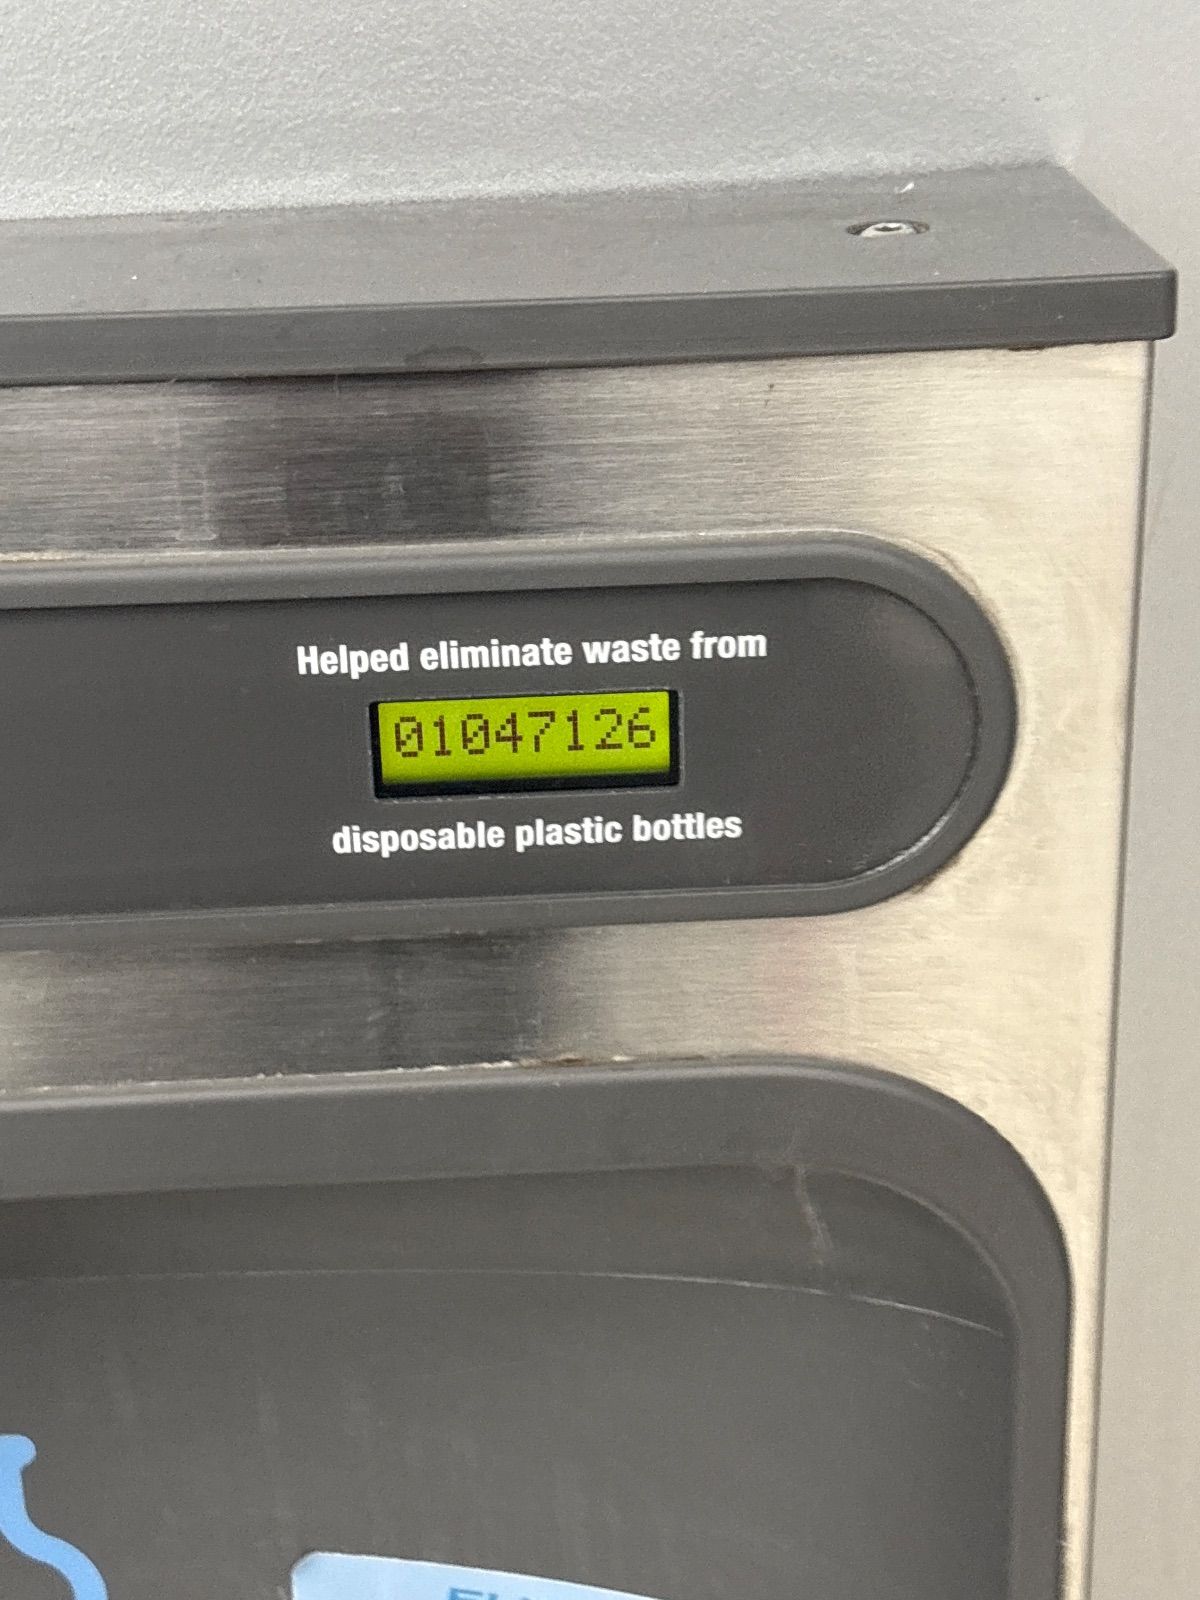 Helped eliminate waste from
01047126
disposable plastic bottles